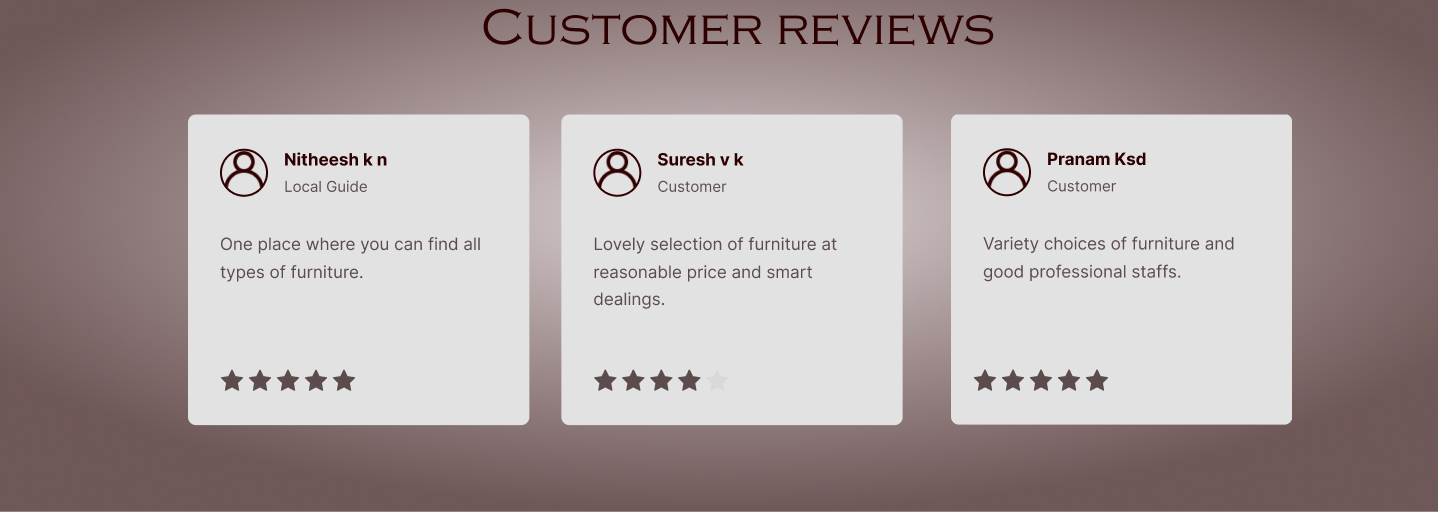 CUSTOMER REVIEWS
Nitheesh k n
Local Guide
One place where you can find all
types of furniture.
Suresh v k
Customer
Lovely selection of furniture at
reasonable price and smart
dealings.
Pranam Ksd
Customer
Variety choices of furniture and
good professional staffs.